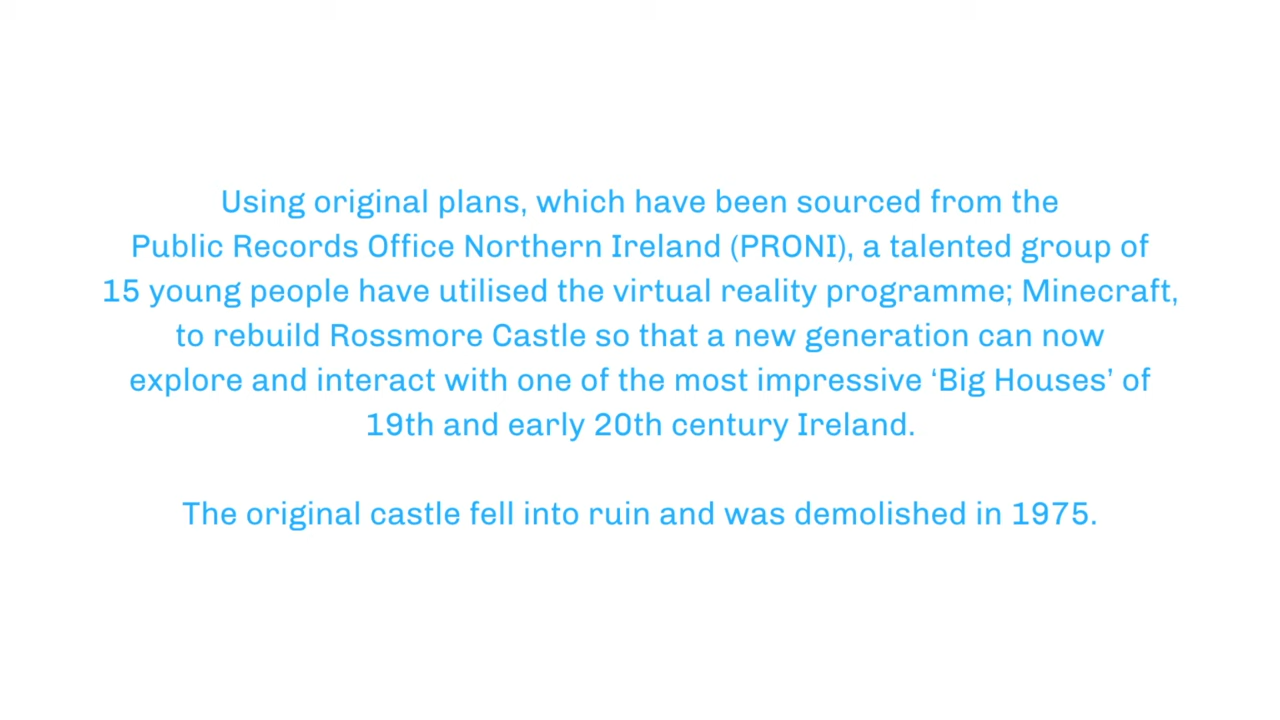 Using original plans, which have been sourced from the
Public Records Office Northern Ireland (PRONI), a talented group of
15 young people have utilised the virtual reality programme; Minecraft,
to rebuild Rossmore Castle so that a new generation can now
explore and interact with one of the most impressive ‘Big Houses’ of
19th and early 20th century Ireland.
The original castle fell into ruin and was demolished in 1975.